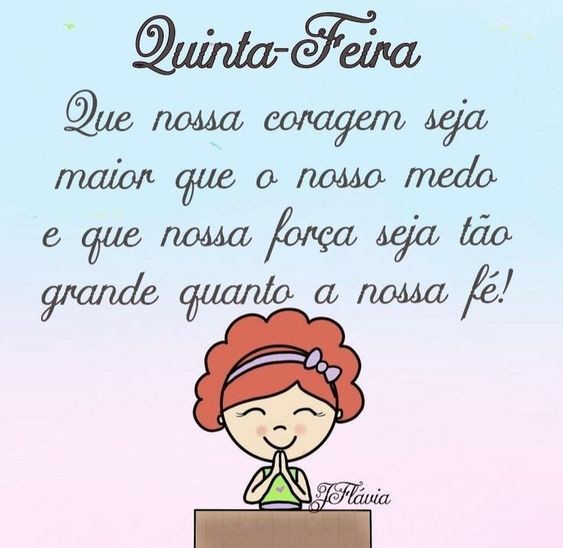 Quinta-Feira
Que nossa coragem seja
maior que o nosso medo
e que nossa força seja tão
grande quanto a nossa fé!
JFlávia